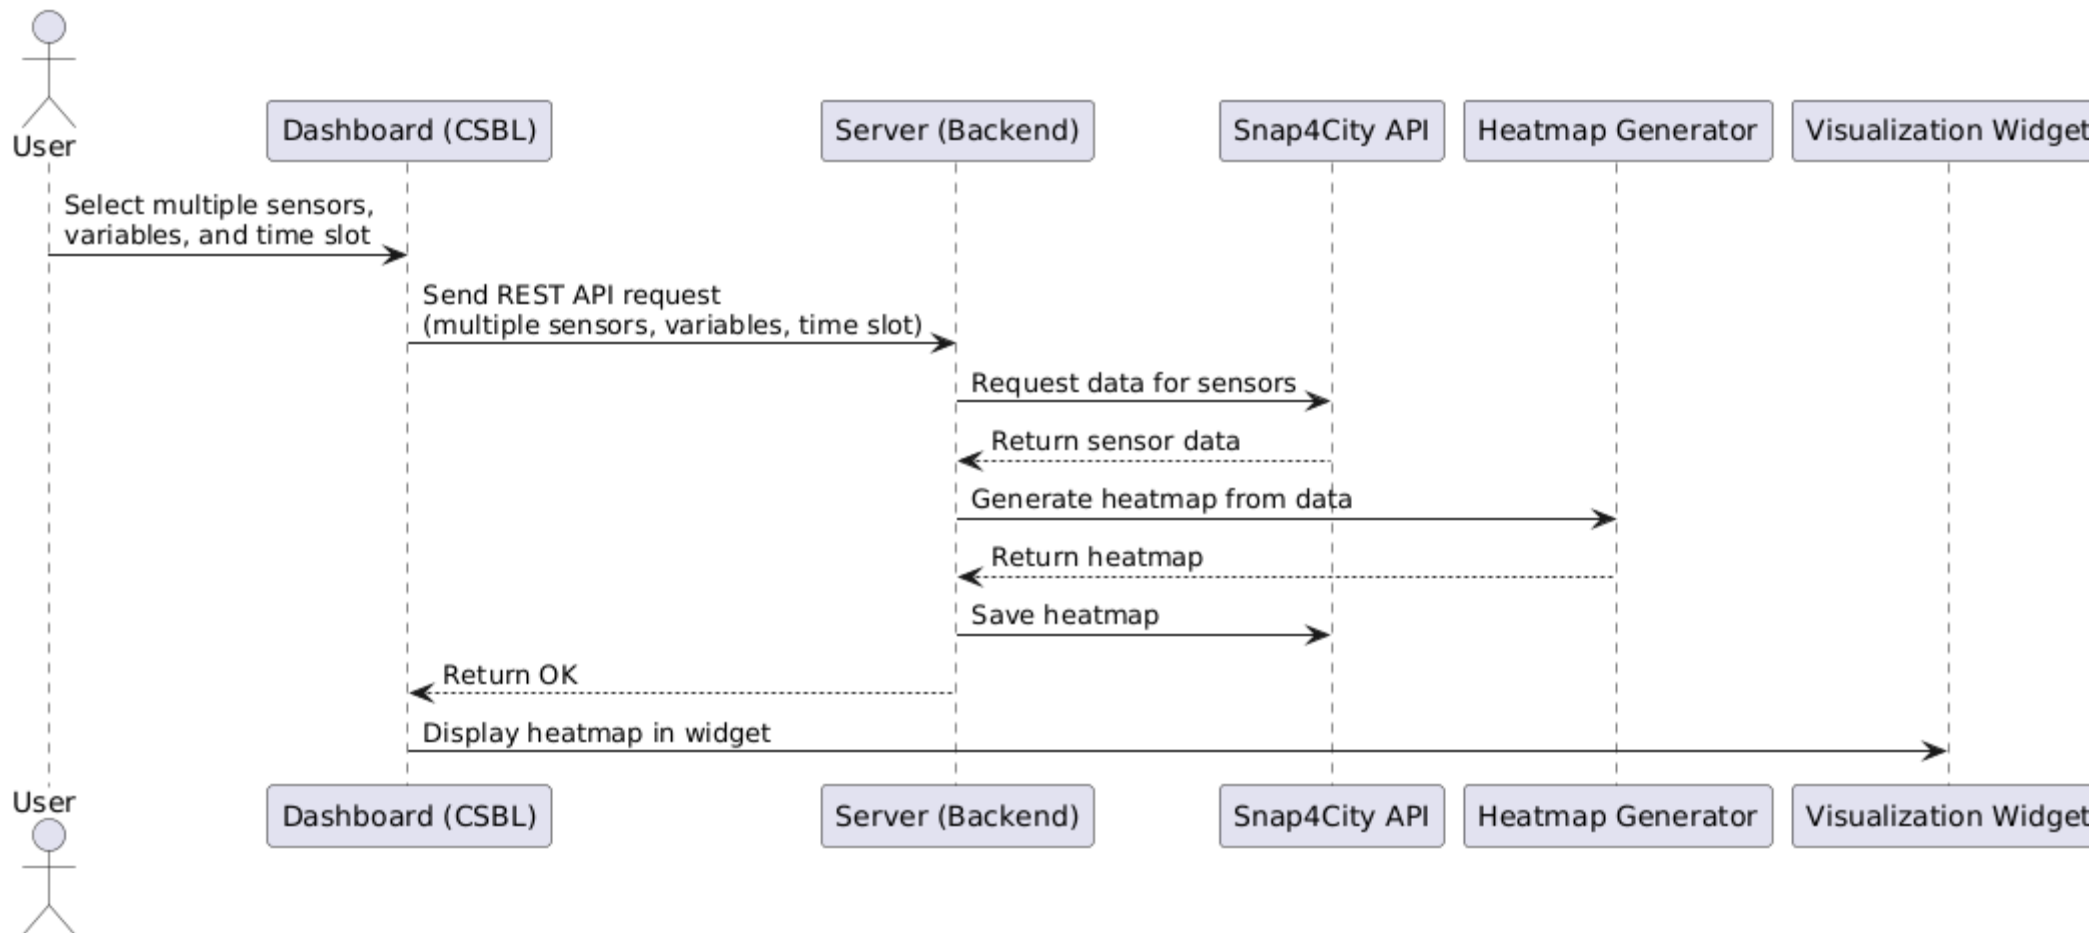 User
Dashboard (CSBL)
Server (Backend)
Snap4City API
Heatmap Generator
Visualization Widget
Select multiple sensors,
variables, and time slot
Send REST API request
(multiple sensors, variables, time slot)
Request data for sensors
Return sensor data
Generate heatmap from data
Return heatmap
Save heatmap
Return OK
Display heatmap in widget
User
Dashboard (CSBL)
Server (Backend)
Snap4City API
Heatmap Generator
Visualization Widget